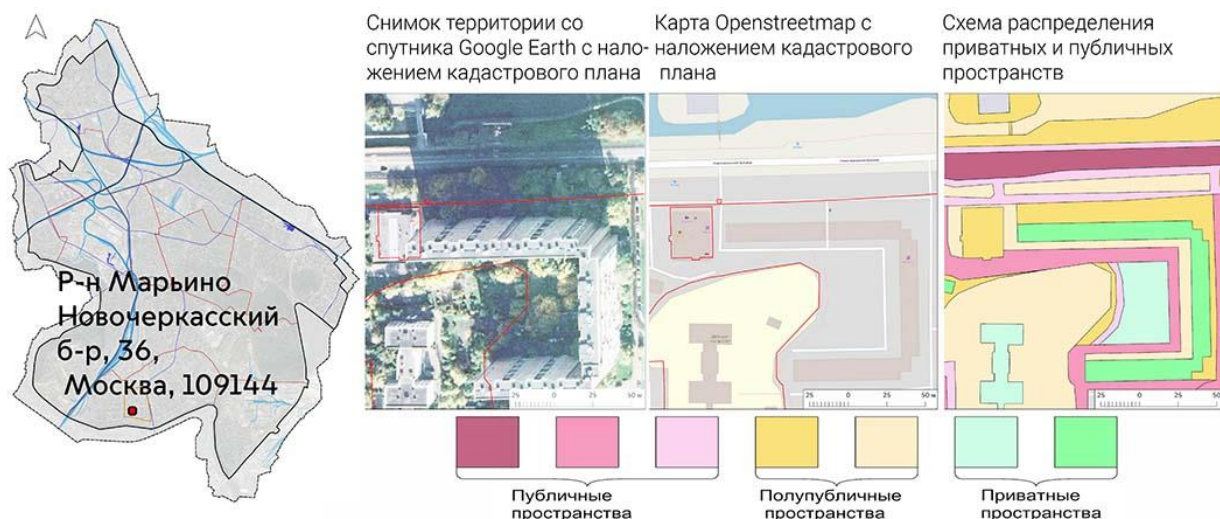 Р-н Марьино
Новочеркасский
б-р, 36,
Москва, 109144
Снимок территории со
спутника Google Earth с нало-
жением кадастрового плана
Карта Openstreetmap с
наложением кадастрового
плана
Схема распределения
приватных и публичных
пространств
25 0 25 50 м
25 0 25 50 м
25 0 25 50
Публичные
пространства
Полупубличные
пространства
Приватные
пространства